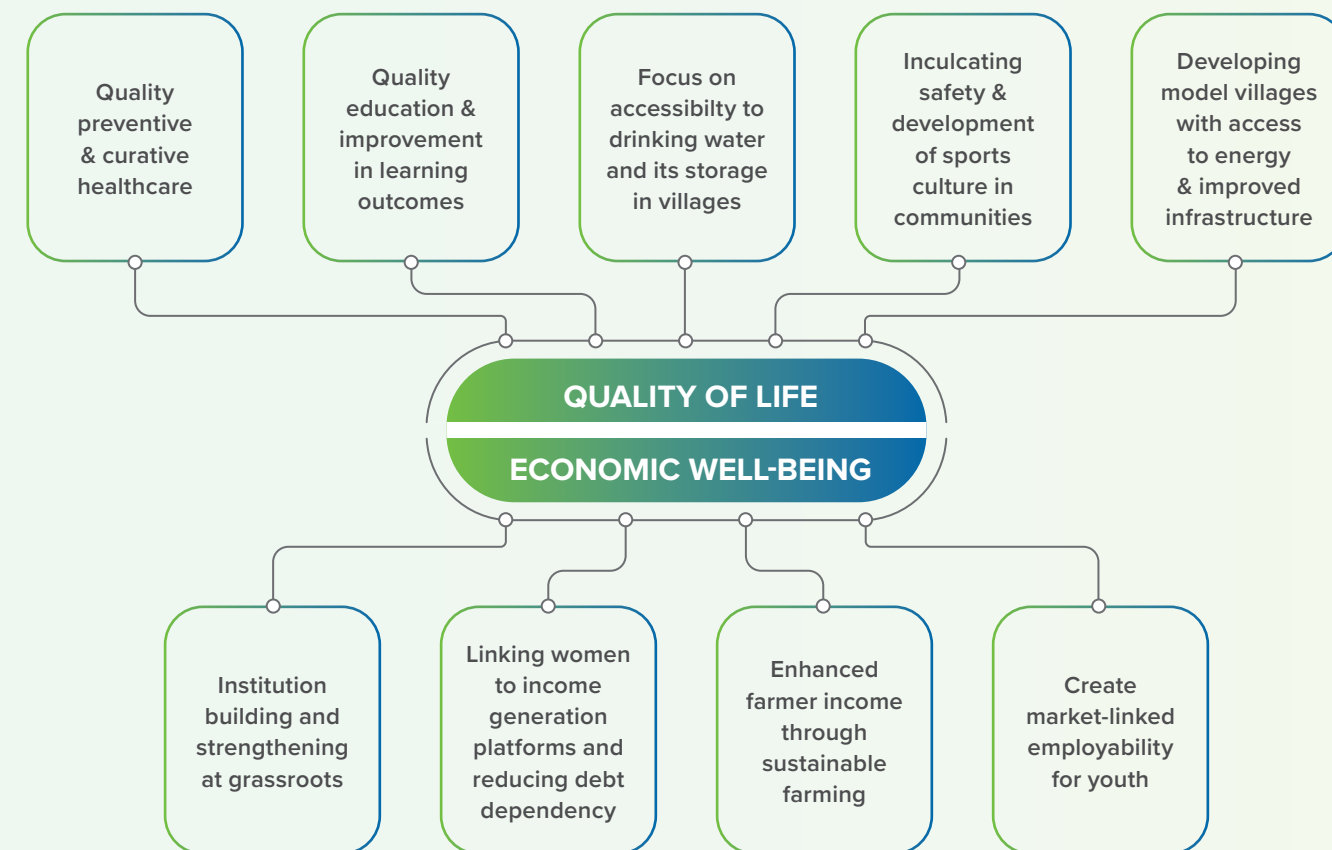 Quality
preventive
& curative
healthcare
Quality
education &
improvement
in learning
outcomes
Focus on
accessibilty to
drinking water
and its storage
in villages
Inculcating
safety &
development
of sports
culture in
communities
Developing
model villages
with access
to energy
& improved
infrastructure
QUALITY OF LIFE
ECONOMIC WELL-BEING
Institution
building and
strengthening
at grassroots
Linking women
to income
generation
platforms and
reducing debt
dependency
Enhanced
farmer income
through
sustainable
farming
Create
market-linked
employability
for youth